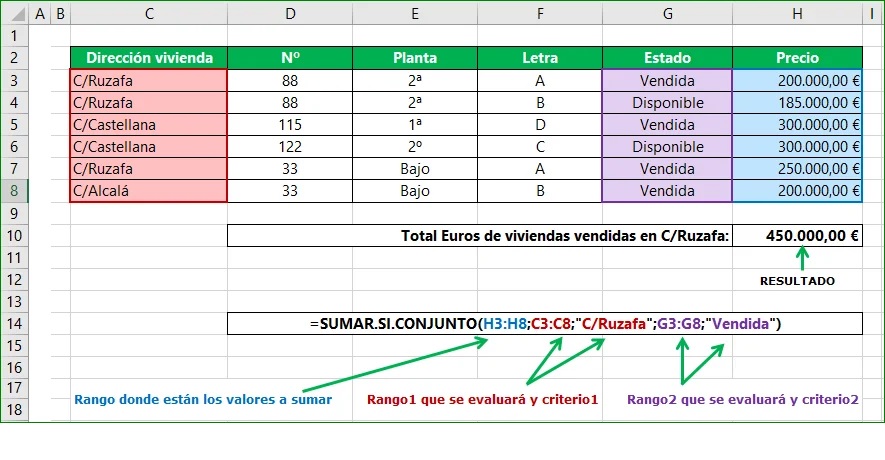 A B C D E F G H I
1
2 Dirección vivienda Nº Planta Letra Estado Precio
3 C/Ruzafa 88 2ª A Vendida 200.000,00 €
4 C/Ruzafa 88 2ª B Disponible 185.000,00 €
5 C/Castellana 115 1ª D Vendida 300.000,00 €
6 C/Castellana 122 2º C Disponible 300.000,00 €
7 C/Ruzafa 33 Bajo A Vendida 250.000,00 €
8 C/Alcalá 33 Bajo B Vendida 200.000,00 €
9
10 Total Euros de viviendas vendidas en C/Ruzafa: 450.000,00 €
11
12 RESULTADO
13
14 =SUMAR.SI.CONJUNTO(H3:H8;C3:C8;"C/Ruzafa";G3:G8;"Vendida")
15
16
17
Rango donde están los valores a sumar Rango1 que se evaluará y criterio1 Rango2 que se evaluará y criterio2
18